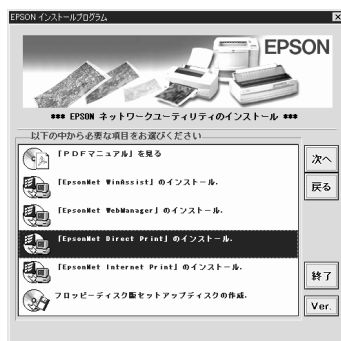 EPSON インストールプログラム
EPSON
*** EPSON ネットワークユーティリティのインストール ***
以下の中から必要な項目をお選びください
「PDFマニュアル」を見る
「EpsonNet WinAssist」のインストール.
「EpsonNet WebManager」のインストール.
「EpsonNet Direct Print」のインストール.
「EpsonNet Internet Print」のインストール.
フロッピーディスク版セットアップディスクの作成.
次へ
戻る
終了
Ver.